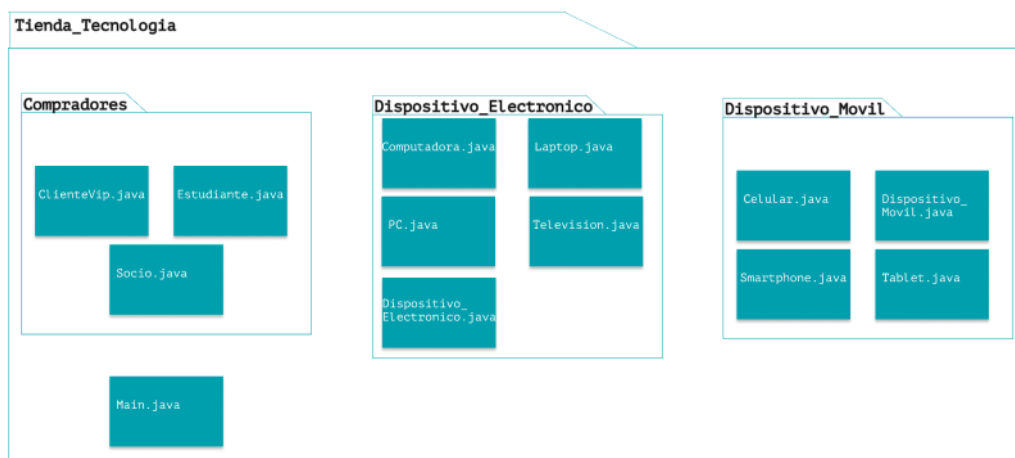 Tienda_Tecnologia
Compradores
ClienteVip.java
Estudiante.java
Socio.java
Dispositivo_Electronico
Computadora.java
Laptop.java
PC.java
Television.java
Dispositivo_
Electronico.java
Dispositivo_Movil
Celular.java
Dispositivo_
Movil.java
Smartphone.java
Tablet.java
Main.java